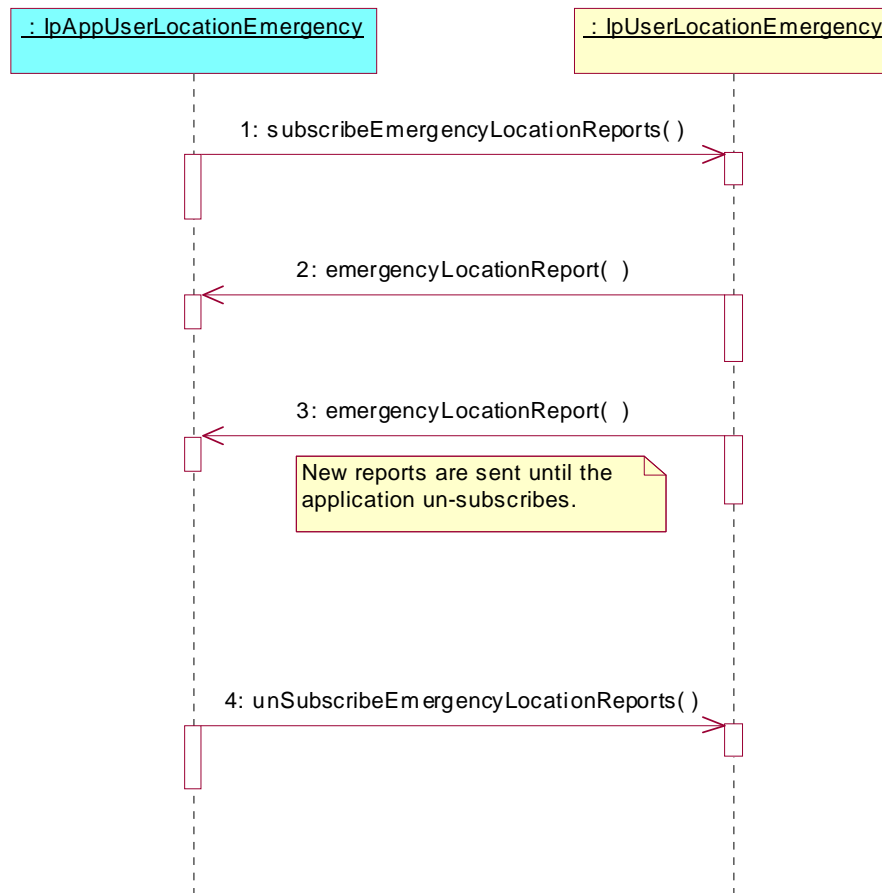 : IpAppUserLocationEmergency
: IpUserLocationEmergency
1: subscribeEmergencyLocationReports( )
2: emergencyLocationReport( )
3: emergencyLocationReport( )
New reports are sent until the
application un-subscribes.
4: unSubscribeEmergencyLocationReports( )